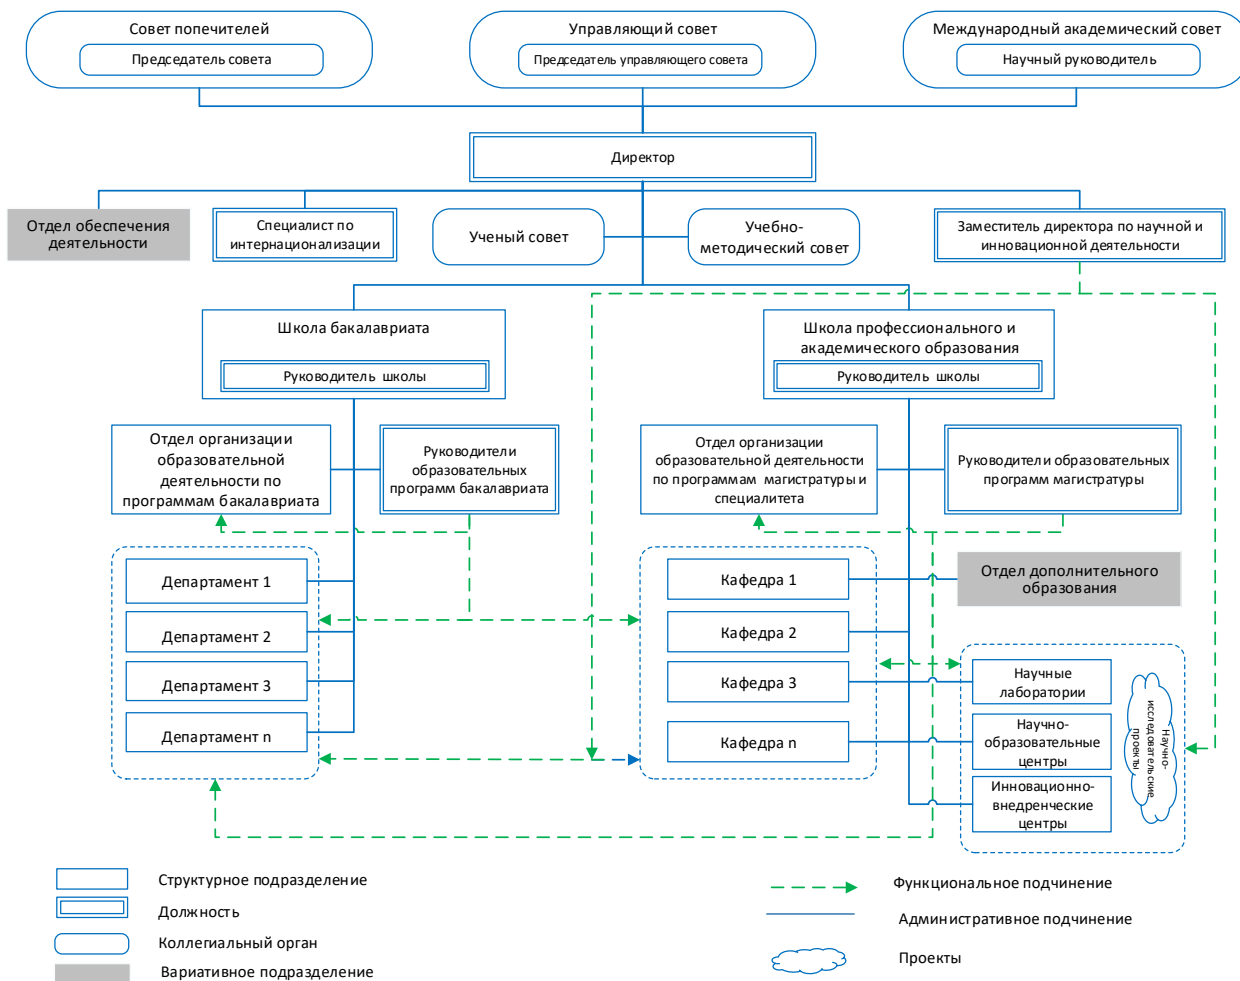 Совет попечителей
Председатель совета
Управляющий совет
Председатель управляющего совета
Международный академический совет
Научный руководитель
Директор
Отдел обеспечения
деятельности
Специалист по
интернационализации
Ученый совет
Учебно-
методический совет
Заместитель директора по научной и
инновационной деятельности
Школа бакалавриата
Руководитель школы
Школа профессионального и
академического образования
Руководитель школы
Отдел организации
образовательной
деятельности по
программам бакалавриата
Руководители
образовательных
программ бакалавриата
Отдел организации
образовательной деятельности
по программам магистратуры и
специалитета
Руководители образовательных
программ магистратуры
Департамент 1
Департамент 2
Департамент 3
Департамент n
Кафедра 1
Кафедра 2
Кафедра 3
Кафедра n
Отдел дополнительного
образования
Научные
лаборатории
Научно-
образовательные
центры
Инновационно-
внедренческие
центры
Научно-
исследовательские
проекты
Структурное подразделение
Должность
Коллегиальный орган
Вариативное подразделение
Функциональное подчинение
Административное подчинение
Проекты